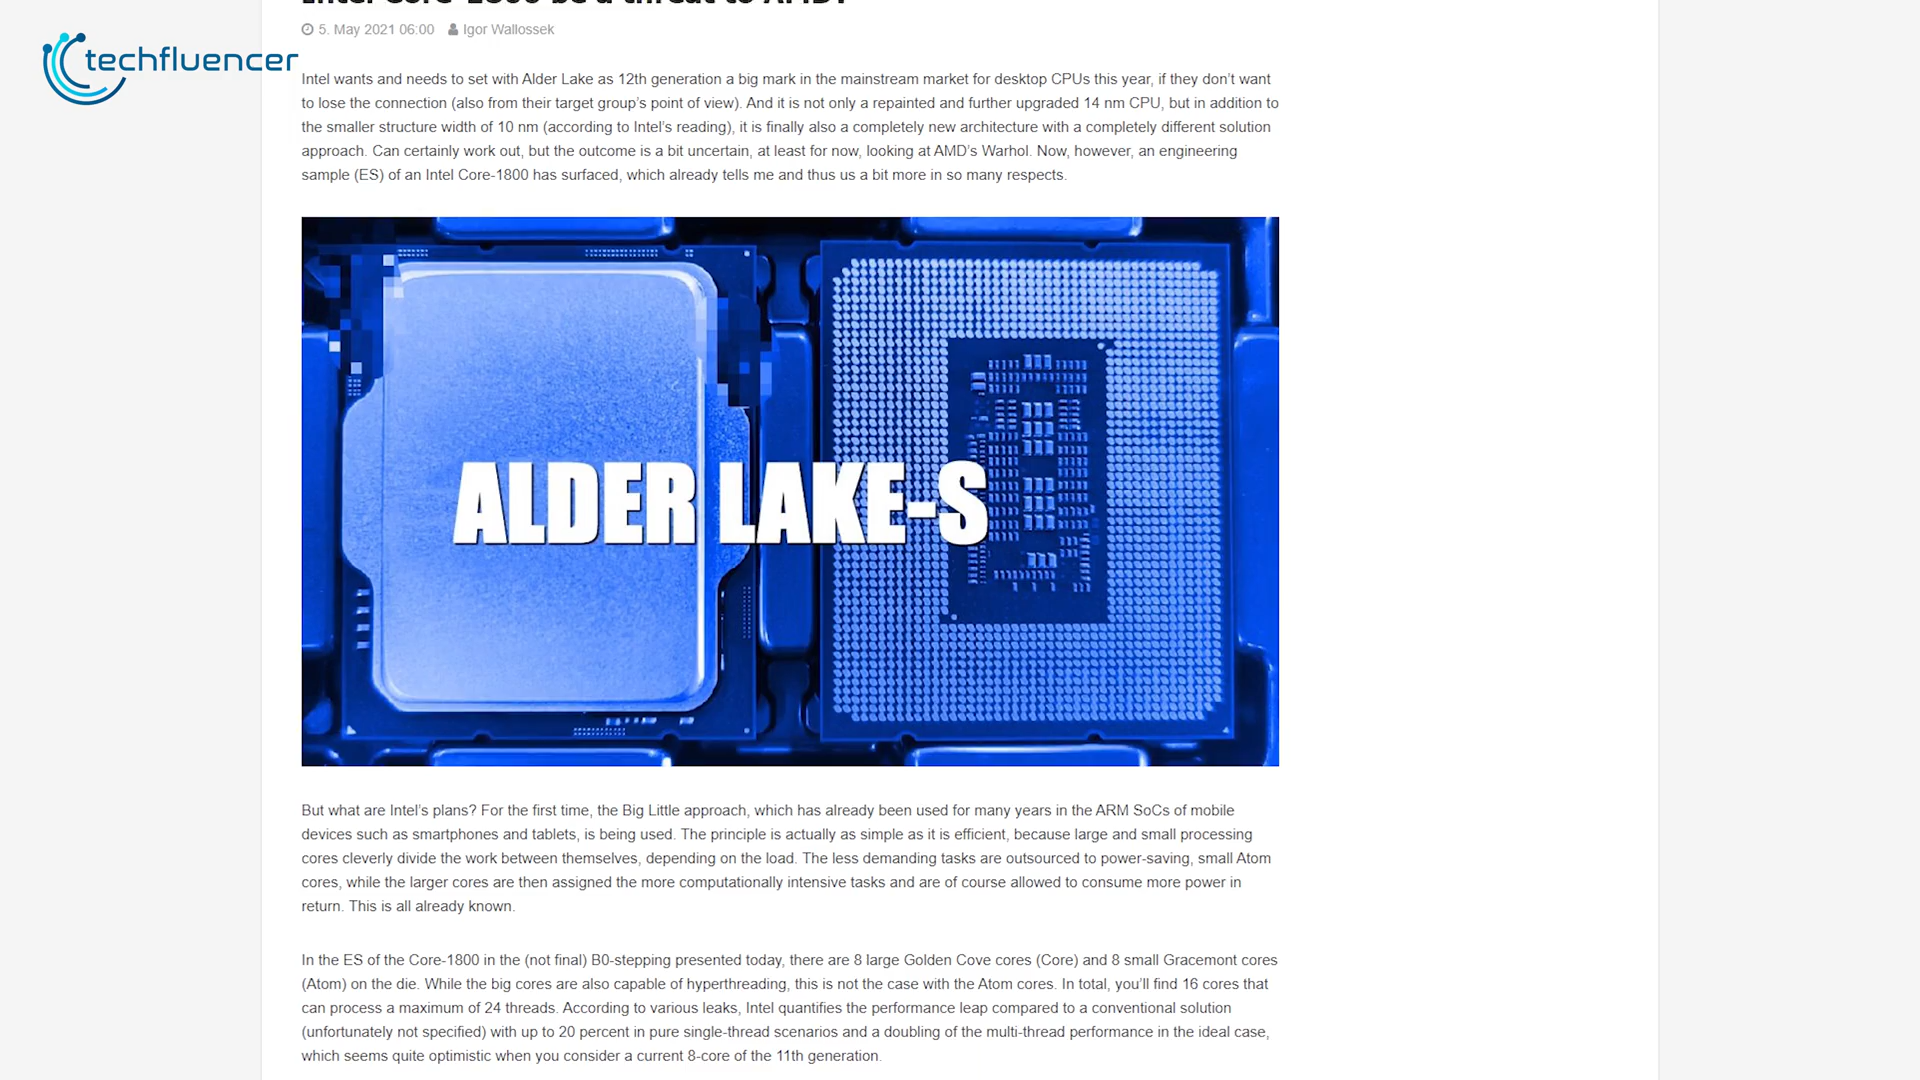 Intel Core-1800 be a threat to AMD?
5. May 2021 06:00 Igor Wallossek
techfluencer
Intel wants and needs to set with Alder Lake as 12th generation a big mark in the mainstream market for desktop CPUs this year, if they don’t want
to lose the connection (also from their target group’s point of view). And it is not only a repainted and further upgraded 14 nm CPU, but in addition to
the smaller structure width of 10 nm (according to Intel’s reading), it is finally also a completely new architecture with a completely different solution
approach. Can certainly work out, but the outcome is a bit uncertain, at least for now, looking at AMD’s Warhol. Now, however, an engineering
sample (ES) of an Intel Core-1800 has surfaced, which already tells me and thus us a bit more in so many respects.
ALDER LAKE-S
But what are Intel’s plans? For the first time, the Big Little approach, which has already been used for many years in the ARM SoCs of mobile
devices such as smartphones and tablets, is being used. The principle is actually as simple as it is efficient, because large and small processing
cores cleverly divide the work between themselves, depending on the load. The less demanding tasks are outsourced to power-saving, small Atom
cores, while the larger cores are then assigned the more computationally intensive tasks and are of course allowed to consume more power in
return. This is all already known.
In the ES of the Core-1800 in the (not final) B0-stepping presented today, there are 8 large Golden Cove cores (Core) and 8 small Gracemont cores
(Atom) on the die. While the big cores are also capable of hyperthreading, this is not the case with the Atom cores. In total, you’ll find 16 cores that
can process a maximum of 24 threads. According to various leaks, Intel quantifies the performance leap compared to a conventional solution
(unfortunately not specified) with up to 20 percent in pure single-thread scenarios and a doubling of the multi-thread performance in the ideal case,
which seems quite optimistic when you consider a current 8-core of the 11th generation.